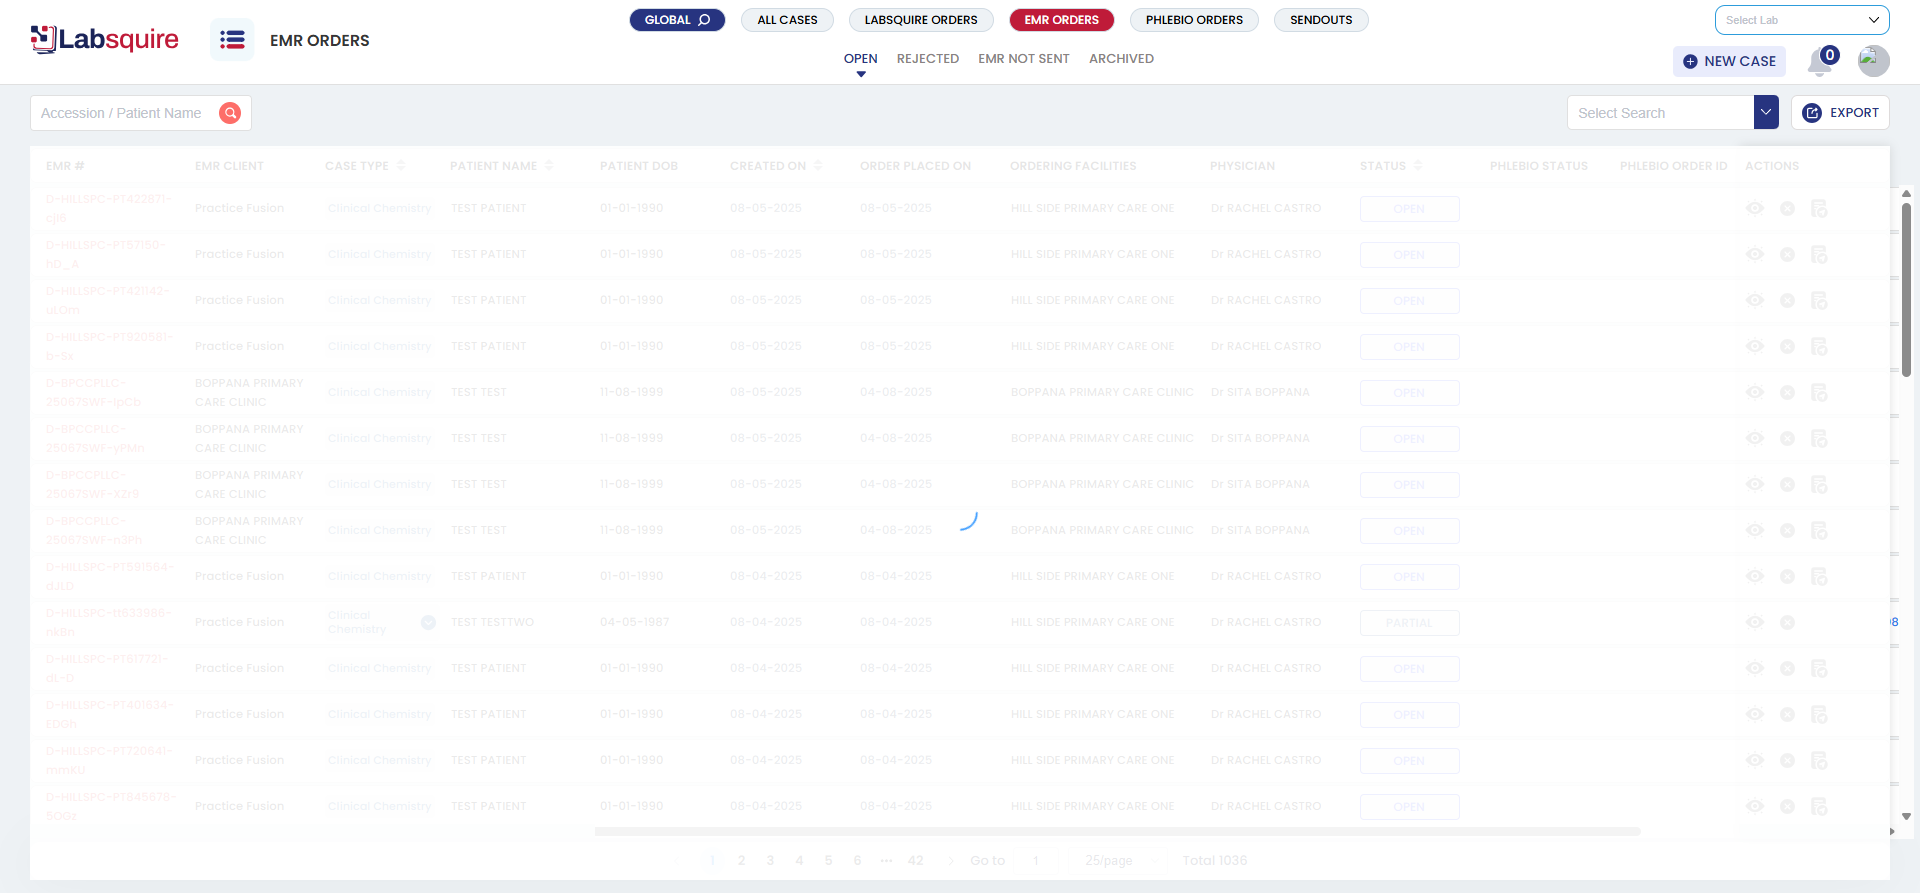 Labsquire
EMR ORDERS
GLOBAL
ALL CASES
LABSQUIRE ORDERS
EMR ORDERS
PHLEBIO ORDERS
SENDOUTS
Select Lab
OPEN
REJECTED
EMR NOT SENT
ARCHIVED
NEW CASE
0
Accession / Patient Name
Select Search
EXPORT
EMR # EMR CLIENT CASE TYPE PATIENT NAME PATIENT DOB CREATED ON ORDER PLACED ON ORDERING FACILITIES PHYSICIAN STATUS PHLEBIO STATUS PHLEBIO ORDER ID ACTIONS
D-HILLSPC-PT422871-
Practice Fusion Clinical Chemistry TEST PATIENT 01-01-1990 08-05-2025 08-05-2025 HILL SIDE PRIMARY CARE ONE Dr RACHEL CASTRO OPEN
D-HILLSPC-PT57150-
hD_A Practice Fusion Clinical Chemistry TEST PATIENT 01-01-1990 08-05-2025 08-05-2025 HILL SIDE PRIMARY CARE ONE Dr RACHEL CASTRO OPEN
D-HILLSPC-PT421142-
Practice Fusion Clinical Chemistry TEST PATIENT 01-01-1990 08-05-2025 08-05-2025 HILL SIDE PRIMARY CARE ONE Dr RACHEL CASTRO OPEN
D-HILLSPC-PT920581-
b-Sx Practice Fusion Clinical Chemistry TEST PATIENT 01-01-1990 08-05-2025 08-05-2025 HILL SIDE PRIMARY CARE ONE Dr RACHEL CASTRO OPEN
D-BPCCPLLC- BOPPANA PRIMARY
CARE CLINIC Clinical Chemistry TEST TEST 11-08-1999 08-05-2025 04-08-2025 BOPPANA PRIMARY CARE CLINIC Dr SITA BOPPANA OPEN
D-BPCCPLLC- BOPPANA PRIMARY
25067SWF-yPMn CARE CLINIC Clinical Chemistry TEST TEST 11-08-1999 08-05-2025 04-08-2025 BOPPANA PRIMARY CARE CLINIC Dr SITA BOPPANA OPEN
D-BPCCPLLC- BOPPANA PRIMARY
25067SWF-XZr9 CARE CLINIC Clinical Chemistry TEST TEST 11-08-1999 08-05-2025 04-08-2025 BOPPANA PRIMARY CARE CLINIC Dr SITA BOPPANA OPEN
D-BPCCPLLC- BOPPANA PRIMARY
25067SWF-n3Ph CARE CLINIC Clinical Chemistry TEST TEST 11-08-1999 08-05-2025 04-08-2025 BOPPANA PRIMARY CARE CLINIC Dr SITA BOPPANA OPEN
D-HILLSPC-PT591564-
dJLD Practice Fusion Clinical Chemistry TEST PATIENT 01-01-1990 08-04-2025 08-04-2025 HILL SIDE PRIMARY CARE ONE Dr RACHEL CASTRO OPEN
D-HILLSPC-tt633986-
Practice Fusion Clinical Chemistry TEST TESTTWO 04-05-1987 08-04-2025 08-04-2025 HILL SIDE PRIMARY CARE ONE Dr RACHEL CASTRO PARTIAL
D-HILLSPC-PT617721-
dL-D Practice Fusion Clinical Chemistry TEST PATIENT 01-01-1990 08-04-2025 08-04-2025 HILL SIDE PRIMARY CARE ONE Dr RACHEL CASTRO OPEN
D-HILLSPC-PT401634-
EDGh Practice Fusion Clinical Chemistry TEST PATIENT 01-01-1990 08-04-2025 08-04-2025 HILL SIDE PRIMARY CARE ONE Dr RACHEL CASTRO OPEN
D-HILLSPC-PT720641-
mmKU Practice Fusion Clinical Chemistry TEST PATIENT 01-01-1990 08-04-2025 08-04-2025 HILL SIDE PRIMARY CARE ONE Dr RACHEL CASTRO OPEN
D-HILLSPC-PT845678-
Practice Fusion Clinical Chemistry TEST PATIENT 01-01-1990 08-04-2025 08-04-2025 HILL SIDE PRIMARY CARE ONE Dr RACHEL CASTRO OPEN
1 2 3 4 5 6 ••• 42 Go to 1 25/page Total 1036